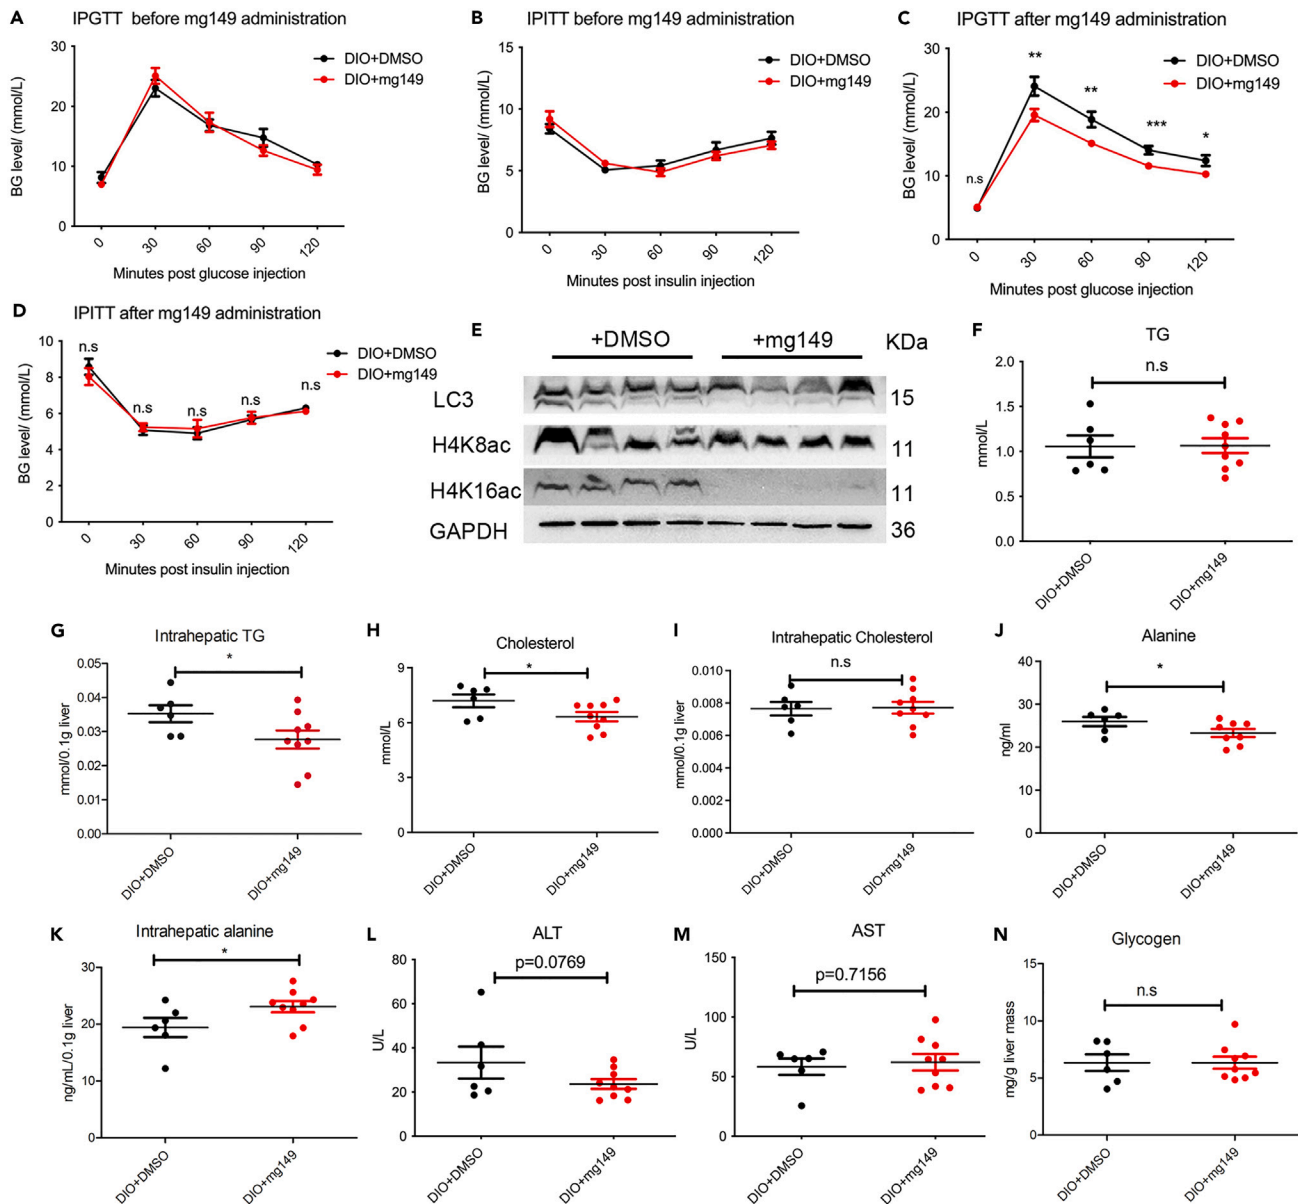 A IPGTT before mg149 administration
30
20
10
0
BG level/ (mmol/L)
DIO+DMSO
DIO+mg149
0 30 60 90 120
Minutes post glucose injection
B IPITT before mg149 administration
15
10
5
0
BG level/ (mmol/L)
DIO+DMSO
DIO+mg149
0 30 60 90 120
Minutes post insulin injection
C IPGTT after mg149 administration
30
20
10
0
BG level/ (mmol/L)
DIO+DMSO
DIO+mg149
n.s ** ** *** *
0 30 60 90 120
Minutes post glucose injection
D IPITT after mg149 administration
10
8
6
4
2
0
BG level/ (mmol/L)
DIO+DMSO
DIO+mg149
n.s n.s n.s n.s n.s
0 30 60 90 120
Minutes post insulin injection
E +DMSO +mg149 KDa
LC3 15
H4K8ac 11
H4K16ac 11
GAPDH 36
F TG
n.s
2.0
1.5
1.0
0.5
0.0
mmol/L
DIO+DMSO DIO+mg149
G Intrahepatic TG
*
0.05
0.04
0.03
0.02
0.01
0.00
mmol/0.1g liver
DIO+DMSO DIO+mg149
H Cholesterol
*
9
6
3
0
mmol/L
DIO+DMSO DIO+mg149
I Intrahepatic Cholesterol
n.s
0.010
0.008
0.006
0.004
0.002
0.000
mmol/0.1g liver
DIO+DMSO DIO+mg149
J Alanine
*
40
30
20
10
0
ng/ml
DIO+DMSO DIO+mg149
K Intrahepatic alanine
*
30
20
10
0
ng/mL/0.1g liver
DIO+DMSO DIO+mg149
L ALT
p=0.0769
80
60
40
20
0
U/L
DIO+DMSO DIO+mg149
M AST
p=0.7156
150
100
50
0
U/L
DIO+DMSO DIO+mg149
N Glycogen
n.s
15
10
5
0
mg/g liver mass
DIO+DMSO DIO+mg149